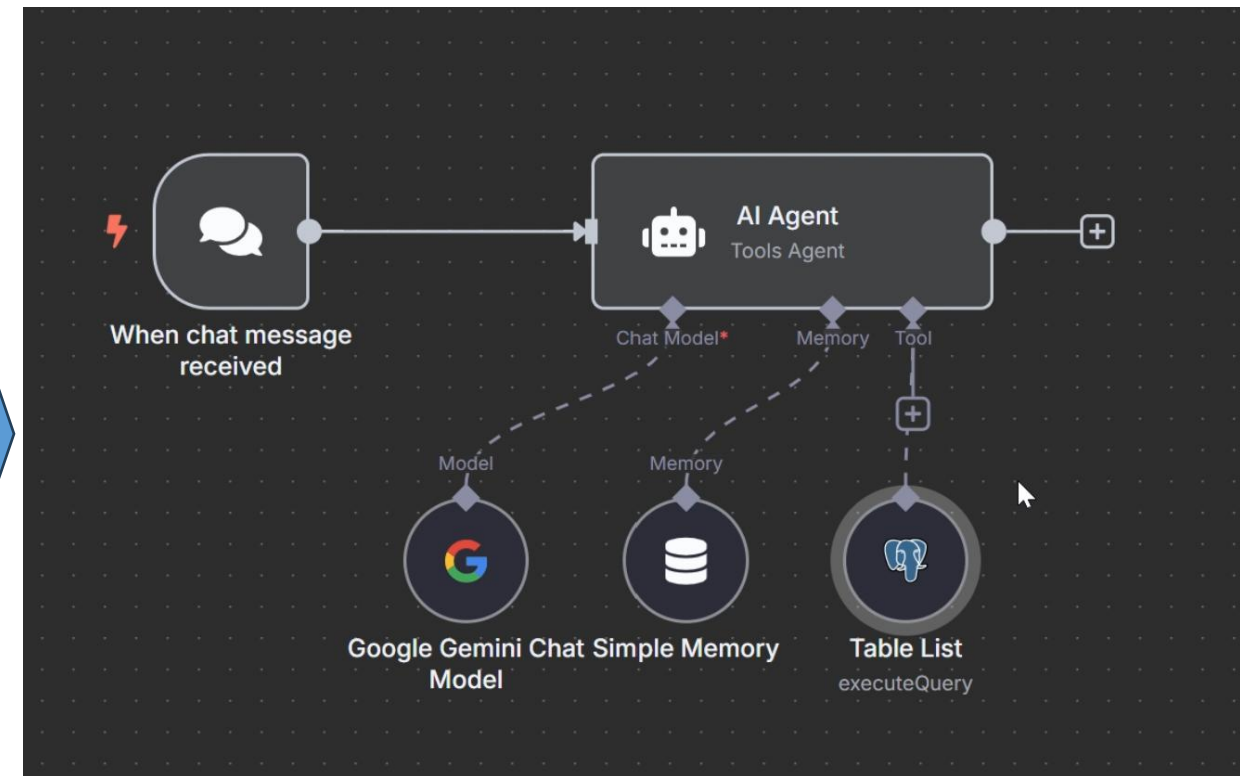 AI Agent
Tools Agent
When chat message
received
Chat Model*
Memory
Tool
Model
Memory
Google Gemini Chat
Model
Simple Memory
Table List
executeQuery